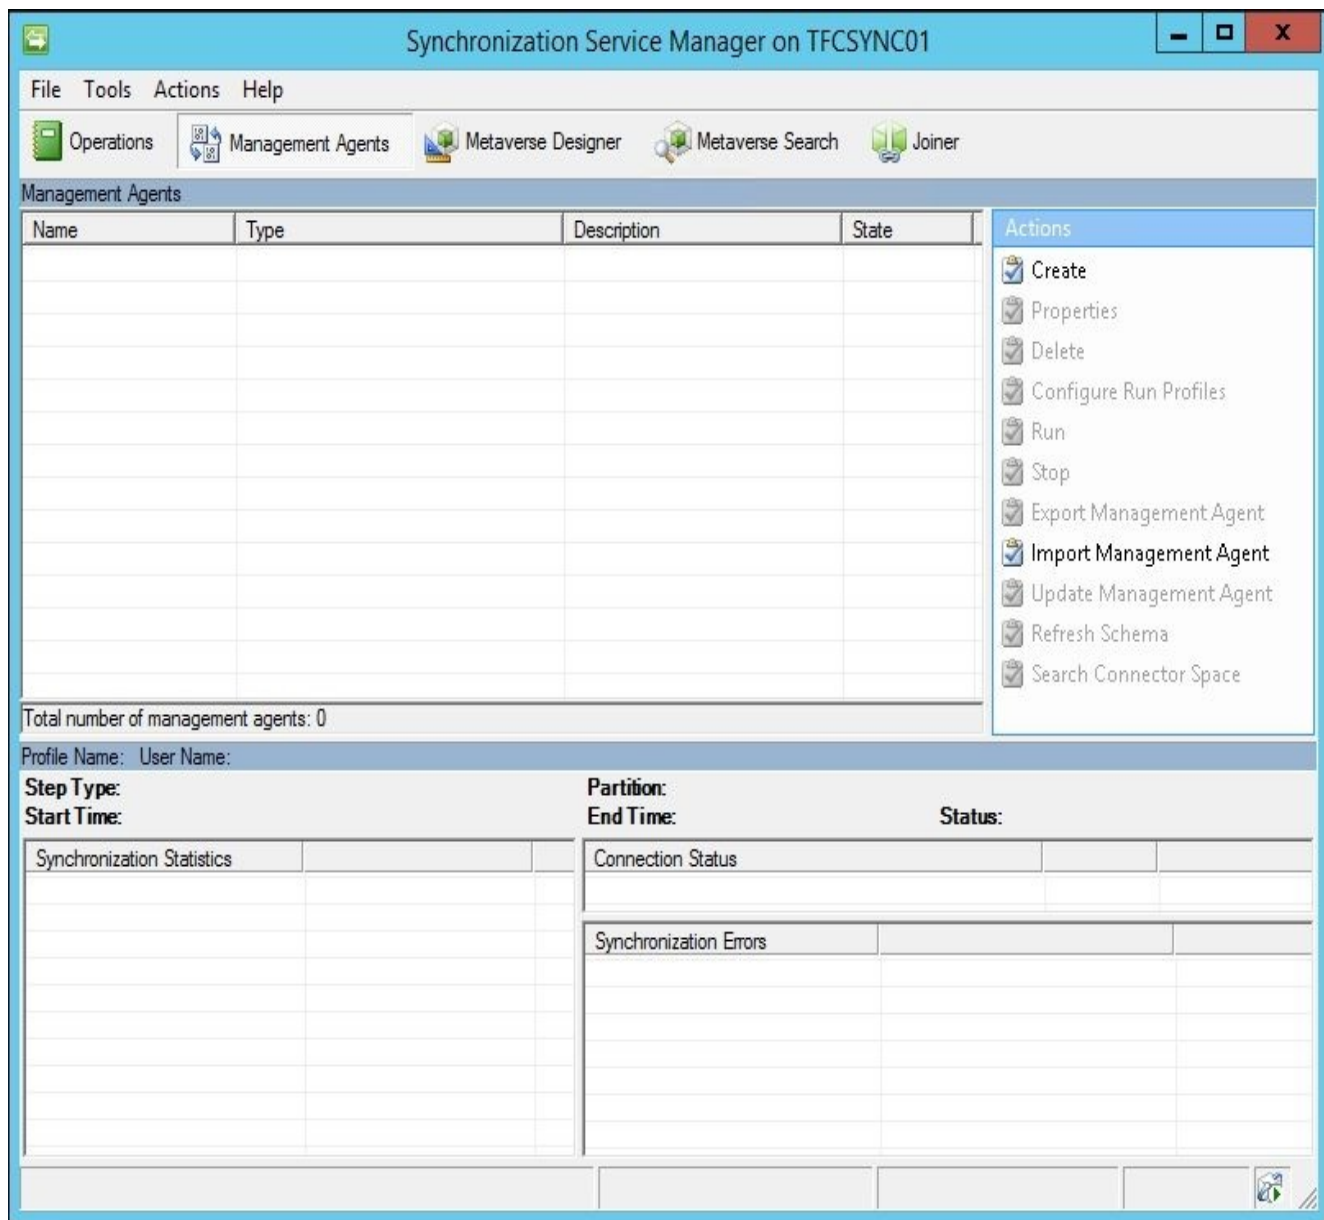 Synchronization Service Manager on TFCSYNC01
x
File Tools Actions Help
Operations Management Agents Metaverse Designer Metaverse Search Joiner
Management Agents
Name Type Description State
Actions
Create
Properties
Delete
Configure Run Profiles
Run
Stop
Export Management Agent
Import Management Agent
Update Management Agent
Refresh Schema
Search Connector Space
Total number of management agents: 0
Profile Name: User Name:
Step Type: Partition:
Start Time: End Time: Status:
Synchronization Statistics Connection Status
Synchronization Errors